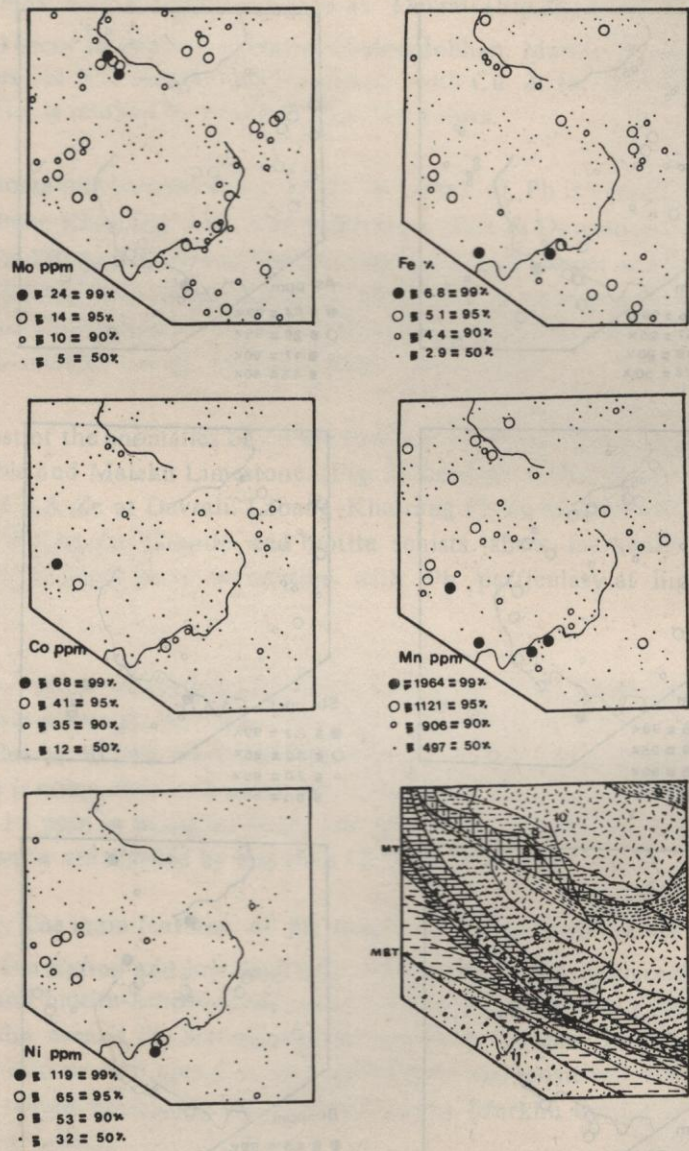 Mo ppm
● ≡ 24 = 99%
○ ≡ 14 = 95%
o ≡ 10 = 90%
. ≡ 5 = 50%
Fe %
● ≡ 6.8 = 99%
○ ≡ 5.1 = 95%
o ≡ 4.4 = 90%
. ≡ 2.9 = 50%
Co ppm
● ≡ 68 = 99%
○ ≡ 41 = 95%
o ≡ 35 = 90%
. ≡ 12 = 50%
Mn ppm
● ≡ 1964 = 99%
○ ≡ 1121 = 95%
o ≡ 906 = 90%
. ≡ 497 = 50%
Ni ppm
● ≡ 119 = 99%
○ ≡ 65 = 95%
o ≡ 53 = 90%
. ≡ 32 = 50%
MT
MBT
10
11